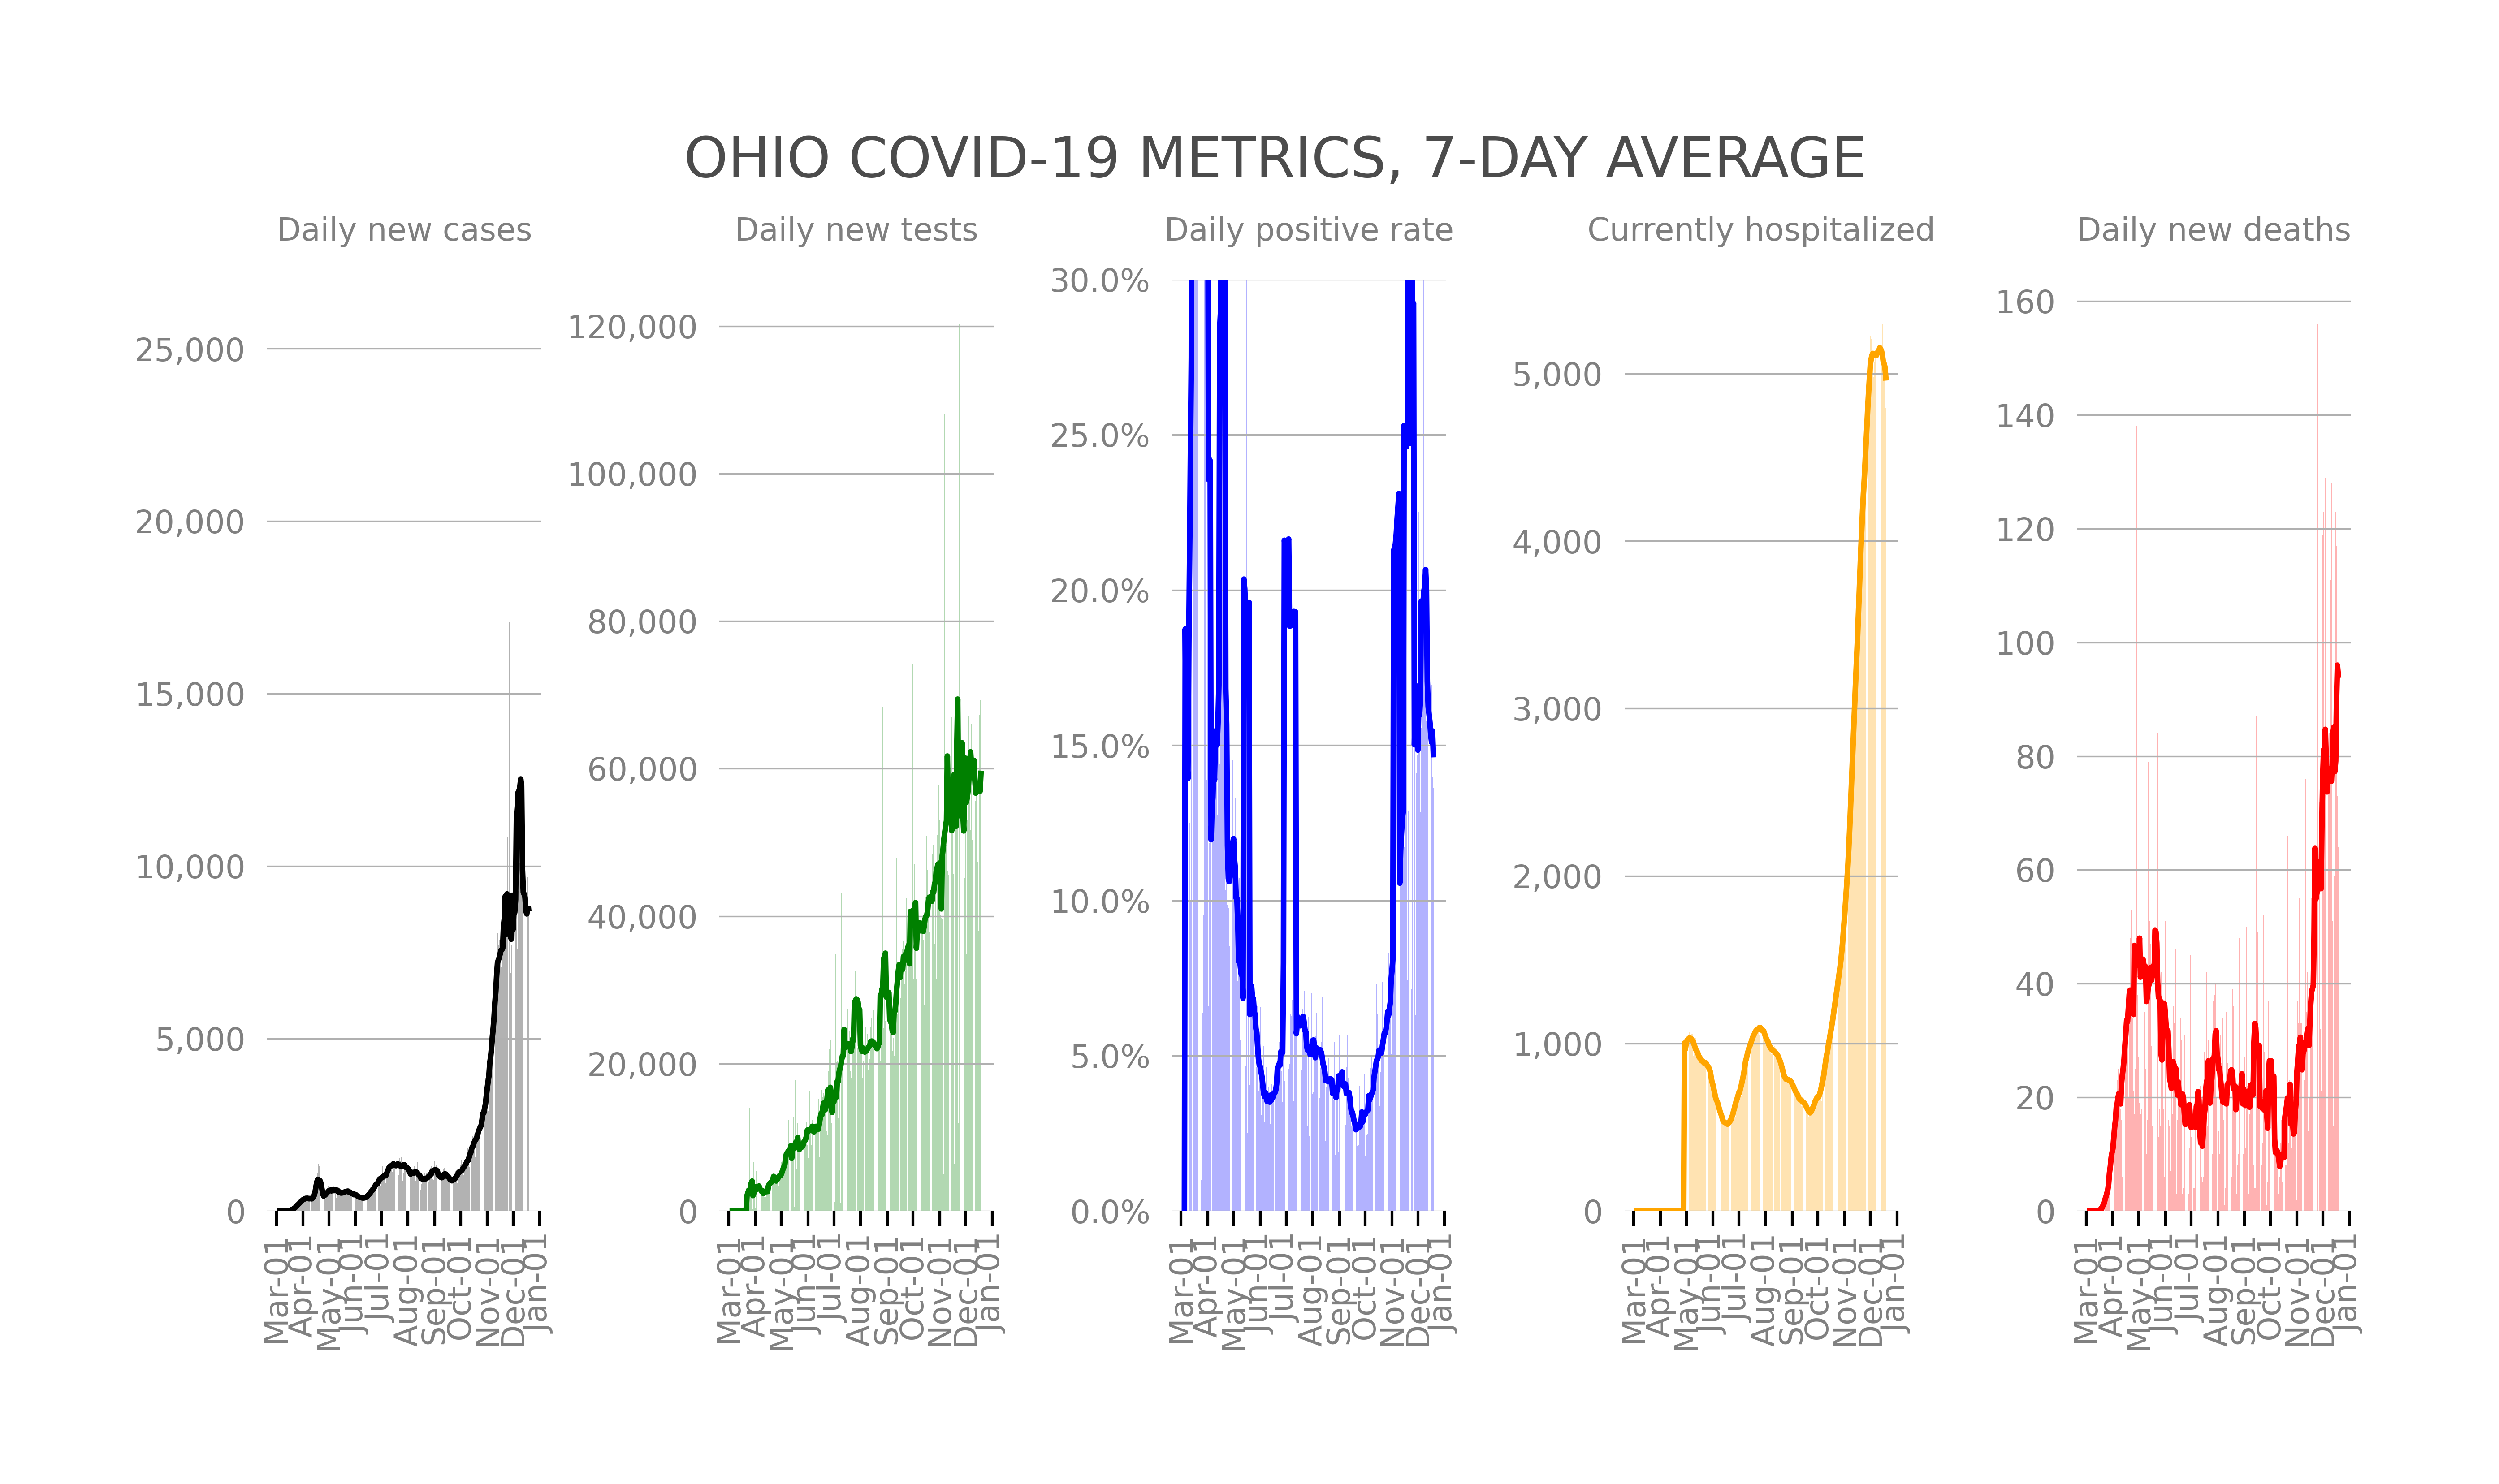 OHIO COVID-19 METRICS, 7-DAY AVERAGE
Daily new cases
25,000
20,000
15,000
10,000
5,000
0
Mar-01
Apr-01
May-01
Jun-01
Jul-01
Aug-01
Sep-01
Oct-01
Nov-01
Dec-01
Jan-01
Daily new tests
120,000
100,000
80,000
60,000
40,000
20,000
0
Mar-01
Apr-01
May-01
Jun-01
Jul-01
Aug-01
Sep-01
Oct-01
Nov-01
Dec-01
Jan-01
Daily positive rate
30.0%
25.0%
20.0%
15.0%
10.0%
5.0%
0.0%
Mar-01
Apr-01
May-01
Jun-01
Jul-01
Aug-01
Sep-01
Oct-01
Nov-01
Dec-01
Jan-01
Currently hospitalized
5,000
4,000
3,000
2,000
1,000
0
Mar-01
Apr-01
May-01
Jun-01
Jul-01
Aug-01
Sep-01
Oct-01
Nov-01
Dec-01
Jan-01
Daily new deaths
160
140
120
100
80
60
40
20
0
Mar-01
Apr-01
May-01
Jun-01
Jul-01
Aug-01
Sep-01
Oct-01
Nov-01
Dec-01
Jan-01